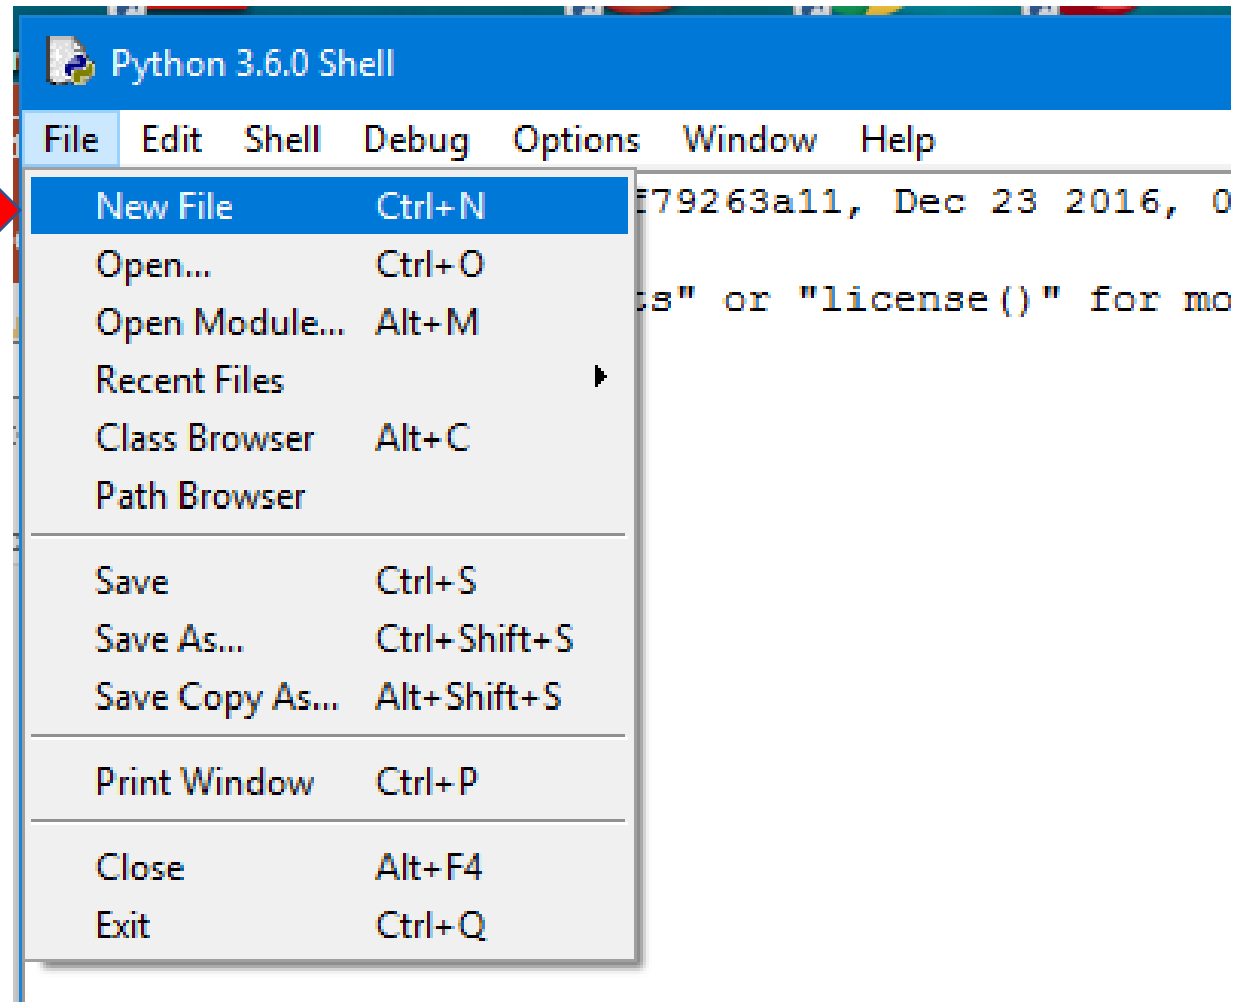 Python 3.6.0 Shell
File Edit Shell Debug Options Window Help
New File Ctrl+N
f79263a11, Dec 23 2016, 0
Open... Ctrl+O
ts" or "license()" for mo
Open Module... Alt+M
Recent Files
Class Browser Alt+C
Path Browser
Save Ctrl+S
Save As... Ctrl+Shift+S
Save Copy As... Alt+Shift+S
Print Window Ctrl+P
Close Alt+F4
Exit Ctrl+Q